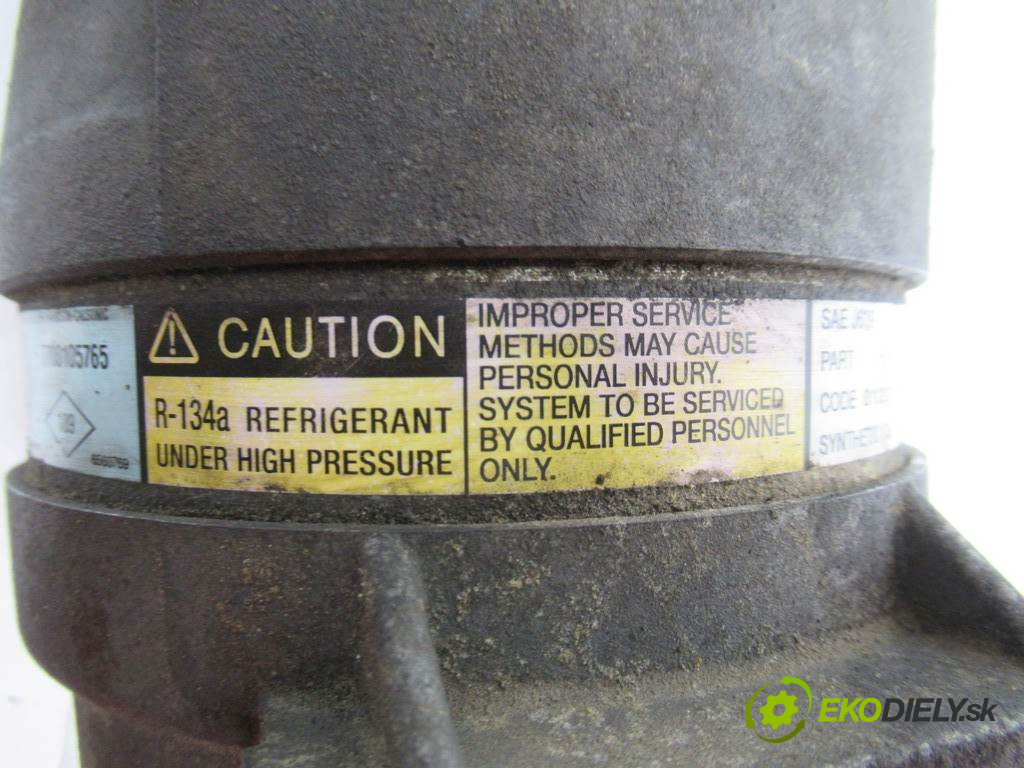 CAUTION
R-134a REFRIGERANT
UNDER HIGH PRESSURE
IMPROPER SERVICE
METHODS MAY CAUSE
PERSONAL INJURY.
SYSTEM TO BE SERVICED
BY QUALIFIED PERSONNEL
ONLY.
SAE
PART
CODE
EKODIELY.sk